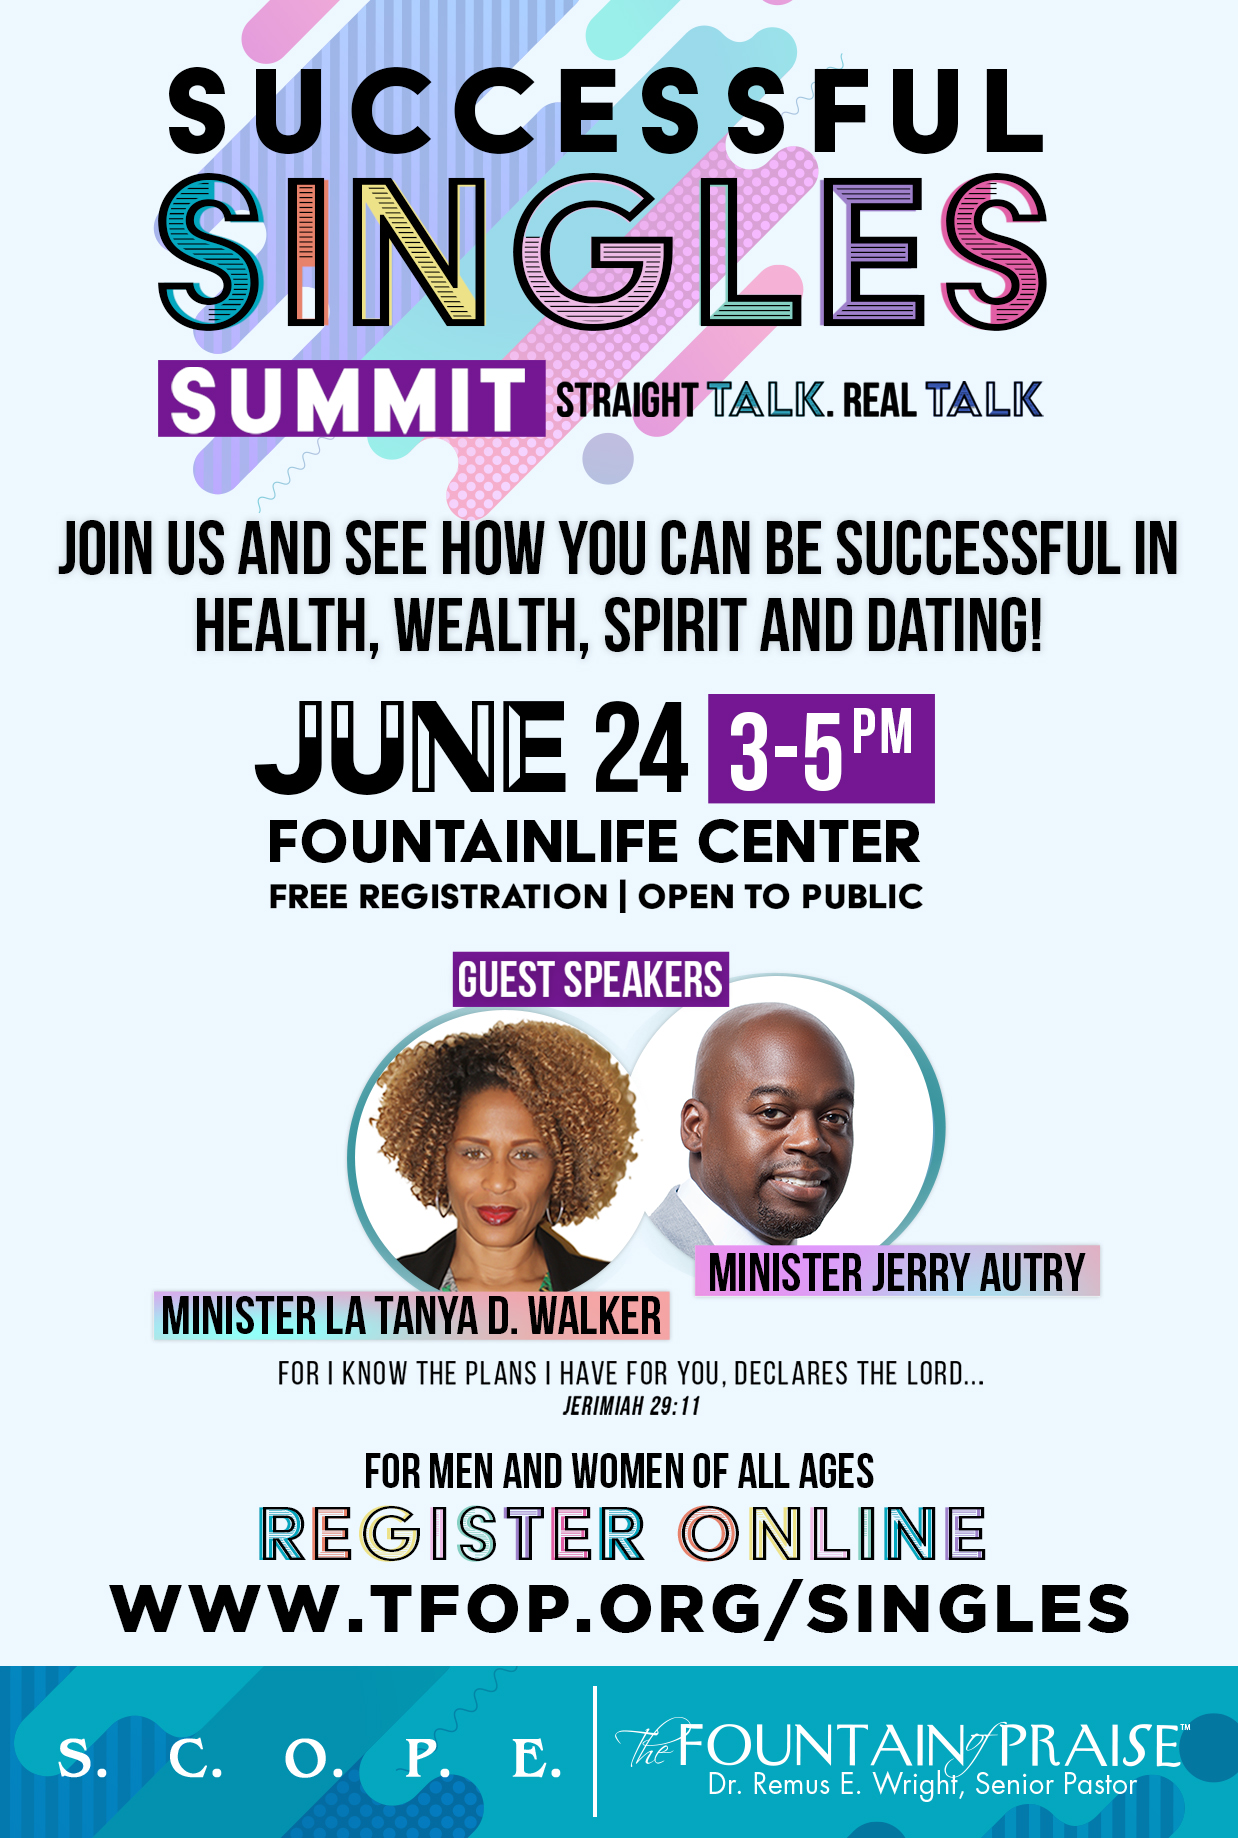 SUCCESSFUL
SINGLES
SUMMIT STRAIGHT TALK. REAL TALK
JOIN US AND SEE HOW YOU CAN BE SUCCESSFUL IN
HEALTH, WEALTH, SPIRIT AND DATING!
JUNE 24 3-5PM
FOUNTAINLIFE CENTER
FREE REGISTRATION | OPEN TO PUBLIC
GUEST SPEAKERS
MINISTER JERRY AUTRY
MINISTER LA TANYA D. WALKER
FOR I KNOW THE PLANS I HAVE FOR YOU, DECLARES THE LORD...
JERIMIAH 29:11
FOR MEN AND WOMEN OF ALL AGES
REGISTER ONLINE
WWW.TFOP.ORG/SINGLES
S. C. O. P. E.
The FOUNTAIN of PRAISE™
Dr. Remus E. Wright, Senior Pastor